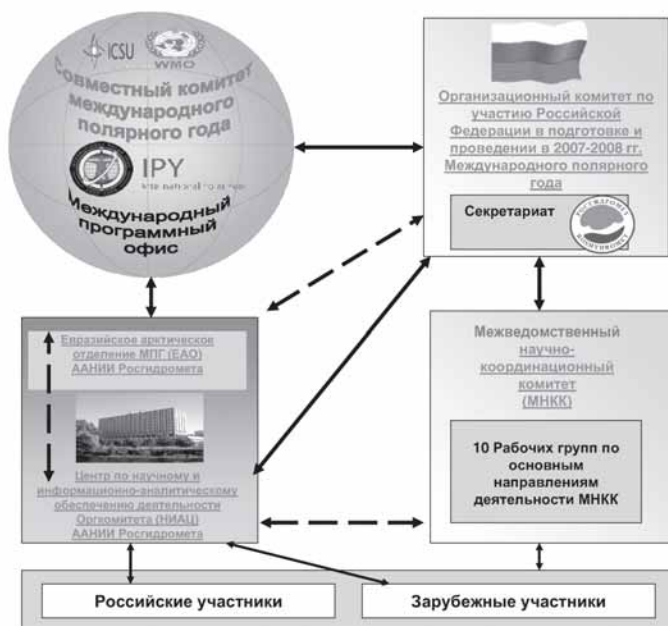 ICSU
WMO
Совместный комитет
международного
полярного года
IPY
Международный
программный
офис
Организационный комитет по
участию Российской
Федерации в подготовке и
проведении в 2007-2008 гг.
Международного полярного
года
Секретариат
РОСГИДРОМЕТ
Евразийское арктическое
отделение МПГ (ЕАО)
ААНИИ Росгидромета
Центр по научному и
информационно-аналитическому
обеспечению деятельности
Оргкомитета (НИАЦ)
ААНИИ Росгидромета
Межведомственный
научно-
координационный
комитет
(МНКК)
10 Рабочих групп по
основным
направлениям
деятельности МНКК
Российские участники
Зарубежные участники